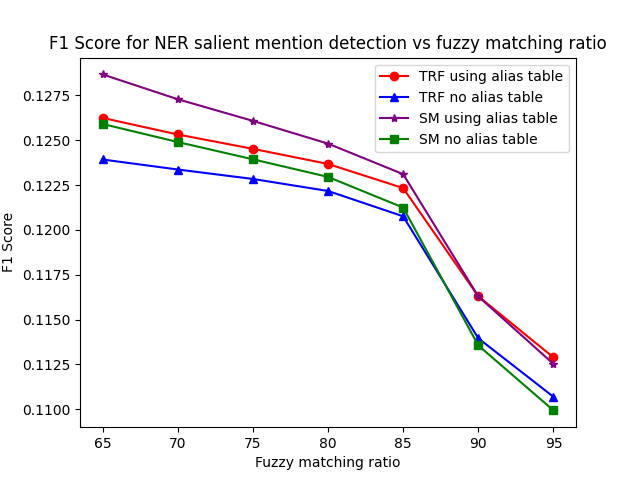 F1 Score for NER salient mention detection vs fuzzy matching ratio
TRF using alias table
TRF no alias table
SM using alias table
SM no alias table
F1 Score
0.1275
0.1250
0.1225
0.1200
0.1175
0.1150
0.1125
0.1100
65 70 75 80 85 90 95
Fuzzy matching ratio